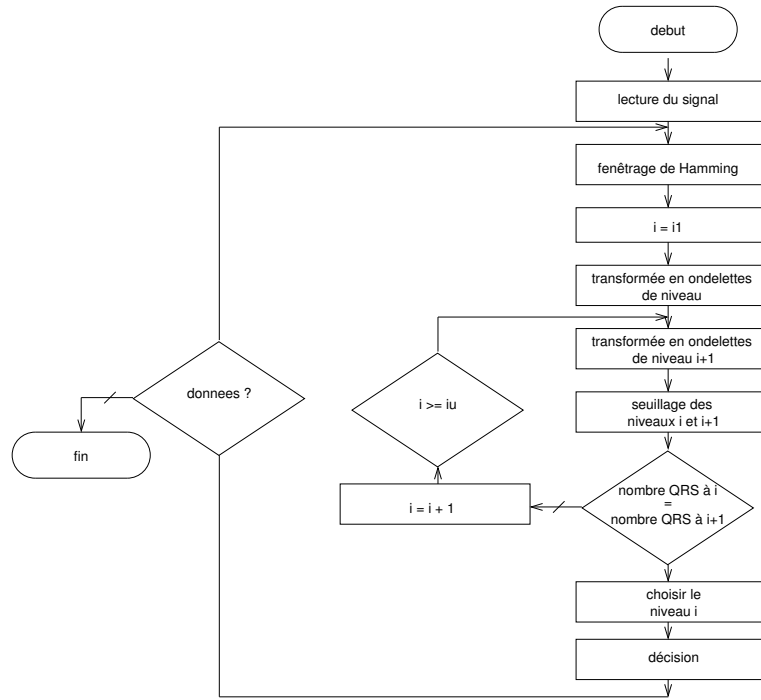 debut
lecture du signal
fenêtrage de Hamming
i = i1
transformée en ondelettes
de niveau
transformée en ondelettes
de niveau i+1
seuillage des
niveaux i et i+1
nombre QRS à i
=
nombre QRS à i+1
i = i + 1
i >= iu
choisir le
niveau i
décision
donnees ?
fin